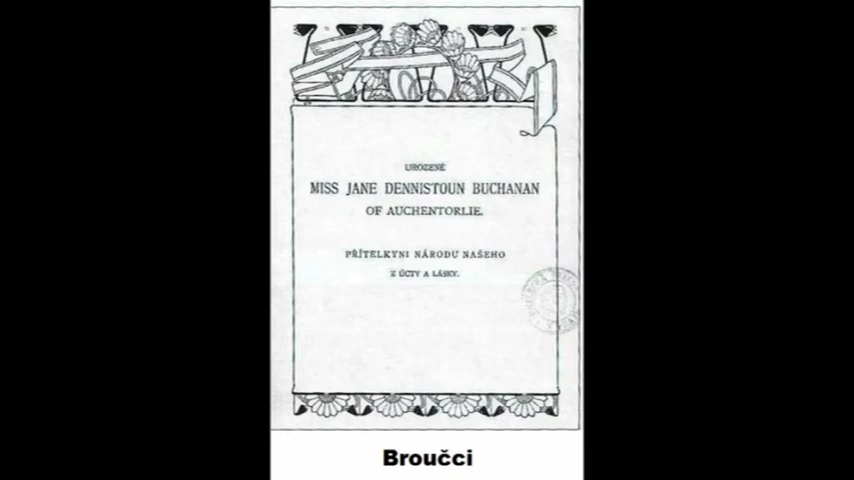 UROZENÉ
MISS JANE DENNISTOUN BUCHANAN
OF AUCHENTORLIE.
PŘÍTELKYNI NÁRODU NAŠEHO
Z ÚCTY A LÁSKY.
Broučci